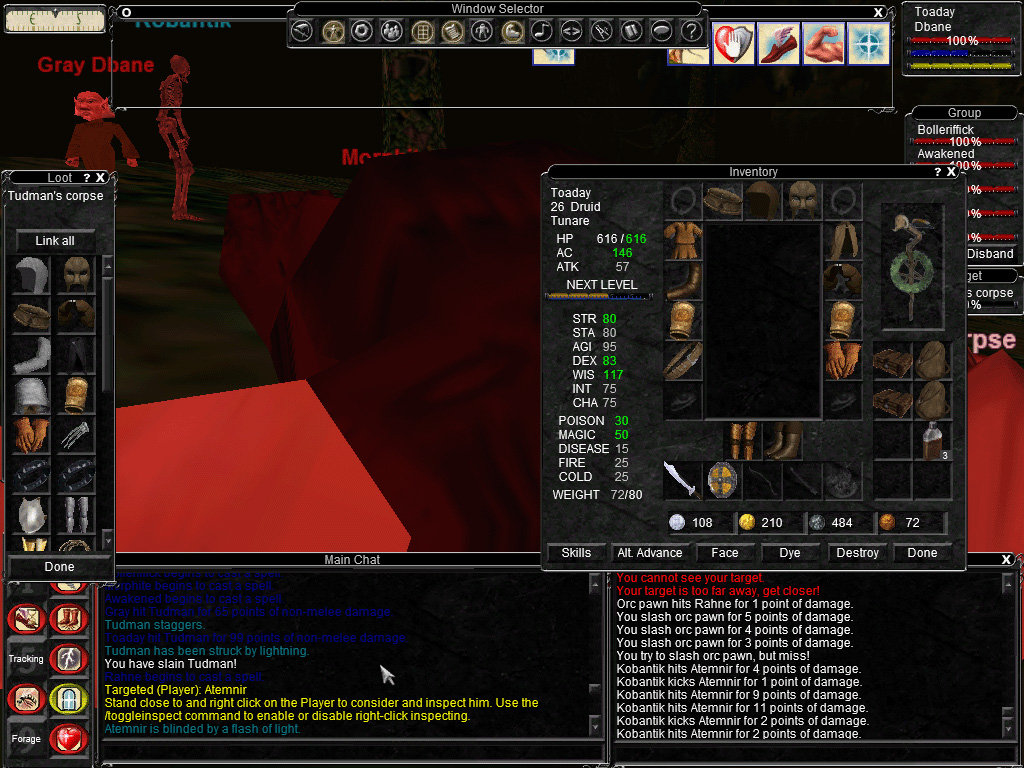 Window Selector
O
X
Kobantik
Gray Dbane
Toaday
Dbane
100%
Group
Bolleriffick
100%
Awakened
100%
%
%
%
Disband
get
s corpse
%
rpse
Loot ? X
Tudman's corpse
Link all
Done
Inventory ? X
Toaday
26 Druid
Tunare
HP 616/616
AC 146
ATK 57
NEXT LEVEL
STR 80
STA 80
AGI 95
DEX 83
WIS 117
INT 75
CHA 75
POISON 30
MAGIC 50
DISEASE 15
FIRE 25
COLD 25
WEIGHT 72/80
3
108 210 484 72
Skills Alt. Advance Face Dye Destroy Done
Tracking
Forage
Main Chat
Awakened begins to cast a spell.
Gray hit Tudman for 65 points of non-melee damage.
Tudman staggers.
Toaday hit Tudman for 99 points of non-melee damage.
Tudman has been struck by lightning.
You have slain Tudman!
Rahne begins to cast a spell.
Targeted (Player): Atemnir
Stand close to and right click on the Player to consider and inspect him. Use the
/toggleinspect command to enable or disable right-click inspecting.
Atemnir is blinded by a flash of light.
X
You cannot see your target.
Your target is too far away, get closer!
Orc pawn hits Rahne for 1 point of damage.
You slash orc pawn for 5 points of damage.
You slash orc pawn for 4 points of damage.
You slash orc pawn for 3 points of damage.
You try to slash orc pawn, but miss!
Kobantik hits Atemnir for 4 points of damage.
Kobantik kicks Atemnir for 1 point of damage.
Kobantik hits Atemnir for 9 points of damage.
Kobantik hits Atemnir for 11 points of damage.
Kobantik kicks Atemnir for 2 points of damage.
Kobantik hits Atemnir for 2 points of damage.